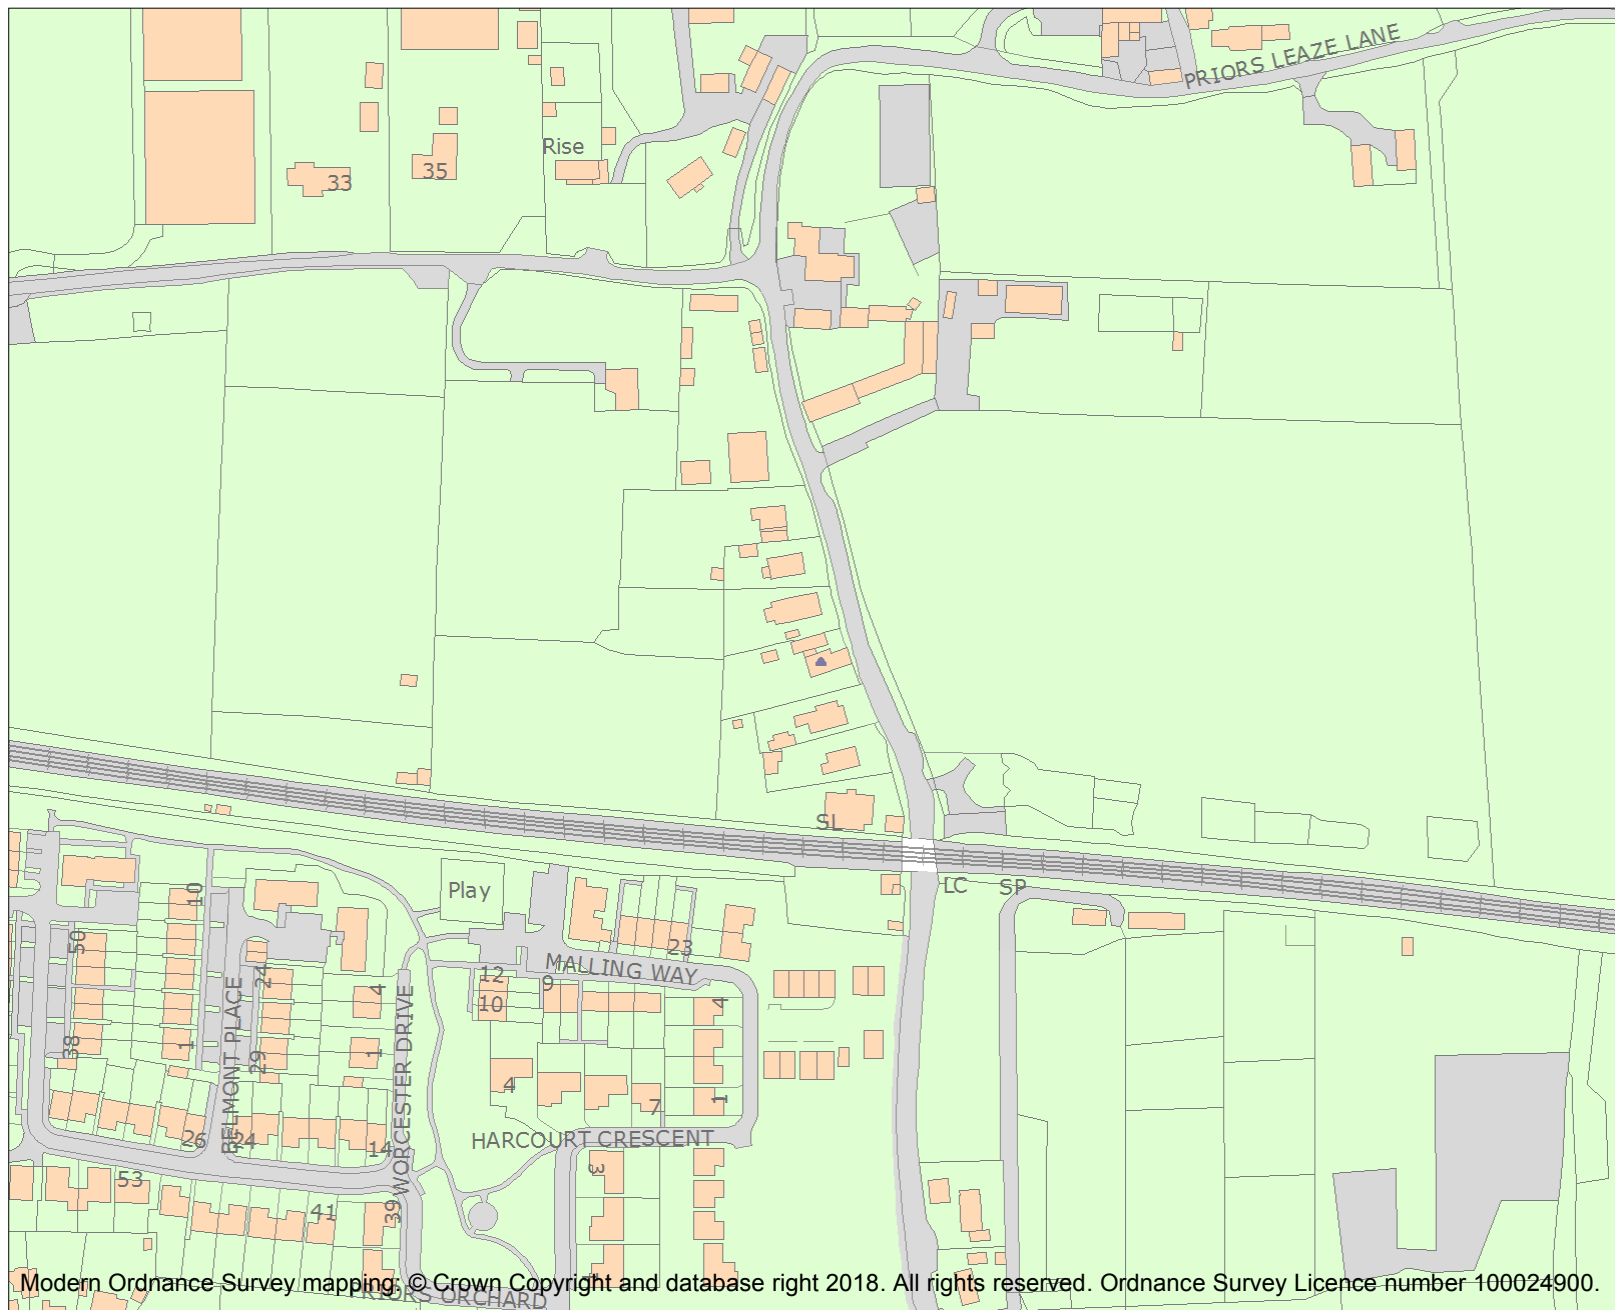 PRIORS LEAZE LANE
Rise
33
35
SL
LC
SP
Play
10
50
23
MALLING WAY
12
9
10
24
4
4
BELMONT PLACE
WORCESTER DRIVE
38
1
29
1
4
7
1
26
24
14
HARCOURT CRESCENT
3
53
41
39
1
PRIORS ORCHARD
Modern Ordnance Survey mapping: © Crown Copyright and database right 2018. All rights reserved. Ordnance Survey Licence number 100024900.